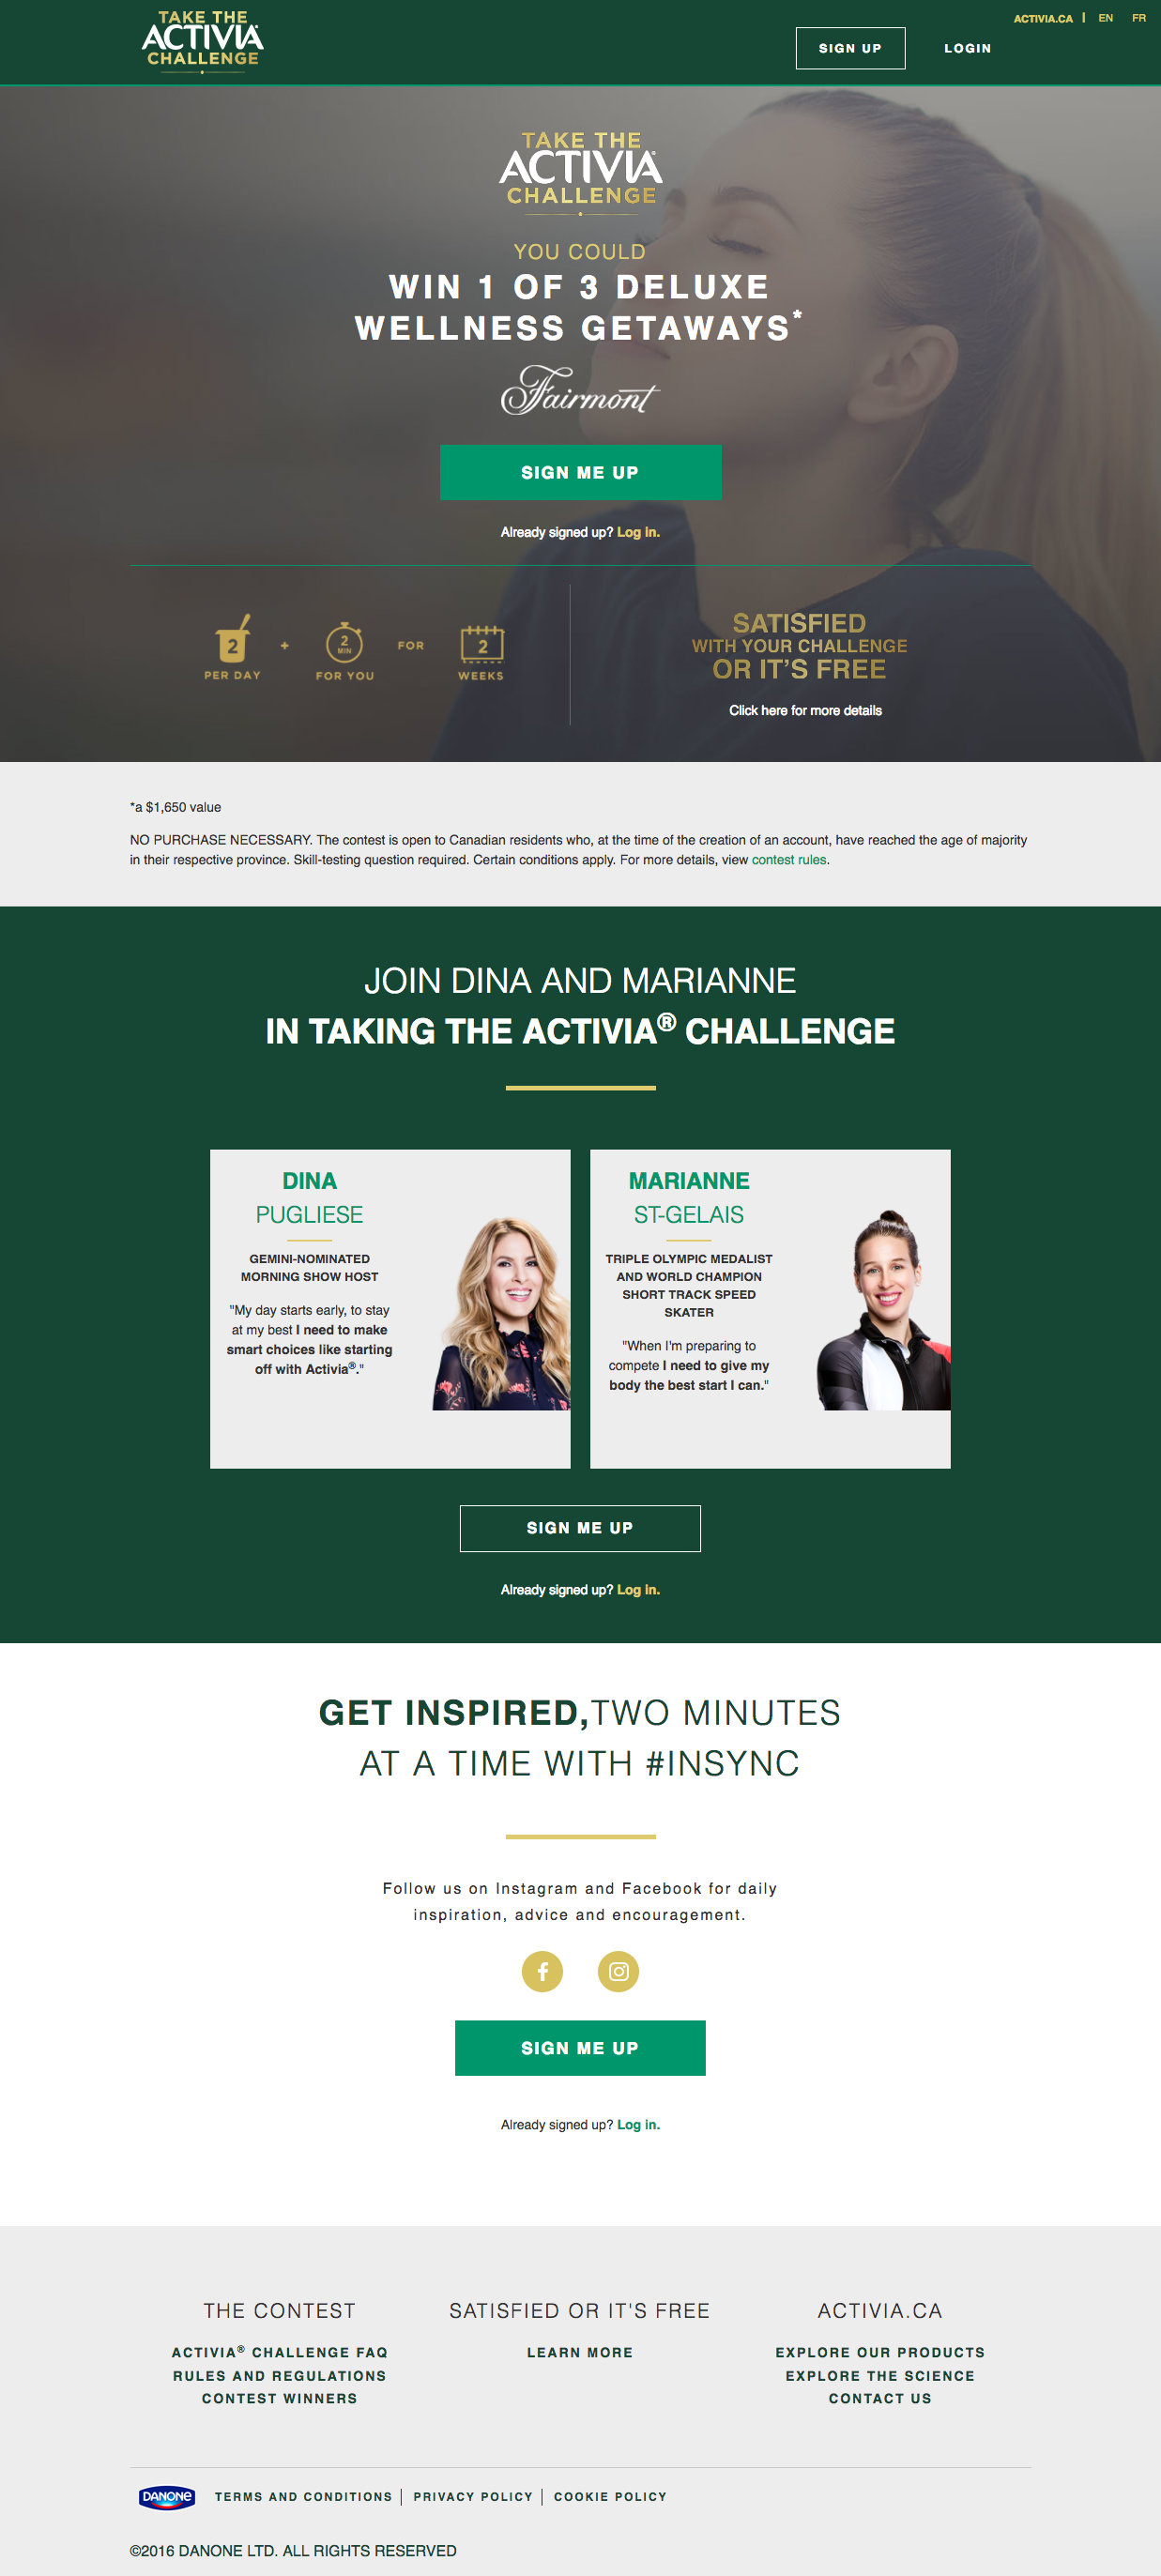 TAKE THE
ACTIVIA
CHALLENGE
SIGN UP
LOGIN
ACTIVIA.CA | EN FR
TAKE THE
ACTIVIA
CHALLENGE
YOU COULD
WIN 1 OF 3 DELUXE
WELLNESS GETAWAYS*
Fairmont
SIGN ME UP
Already signed up? Log in.
2
PER DAY
+
2
MIN
FOR YOU
FOR
2
WEEKS
SATISFIED
WITH YOUR CHALLENGE
OR IT'S FREE
Click here for more details
*a $1,650 value
NO PURCHASE NECESSARY. The contest is open to Canadian residents who, at the time of the creation of an account, have reached the age of majority
in their respective province. Skill-testing question required. Certain conditions apply. For more details, view contest rules.
JOIN DINA AND MARIANNE
IN TAKING THE ACTIVIA® CHALLENGE
DINA
PUGLIESE
GEMINI-NOMINATED
MORNING SHOW HOST
"My day starts early, to stay
at my best I need to make
smart choices like starting
off with Activia®."
MARIANNE
ST-GELAIS
TRIPLE OLYMPIC MEDALIST
AND WORLD CHAMPION
SHORT TRACK SPEED
SKATER
"When I'm preparing to
compete I need to give my
body the best start I can."
SIGN ME UP
Already signed up? Log in.
GET INSPIRED,TWO MINUTES
AT A TIME WITH #INSYNC
Follow us on Instagram and Facebook for daily
inspiration, advice and encouragement.
SIGN ME UP
Already signed up? Log in.
THE CONTEST
ACTIVIA® CHALLENGE FAQ
RULES AND REGULATIONS
CONTEST WINNERS
SATISFIED OR IT'S FREE
LEARN MORE
ACTIVIA.CA
EXPLORE OUR PRODUCTS
EXPLORE THE SCIENCE
CONTACT US
DANONE
TERMS AND CONDITIONS | PRIVACY POLICY | COOKIE POLICY
©2016 DANONE LTD. ALL RIGHTS RESERVED